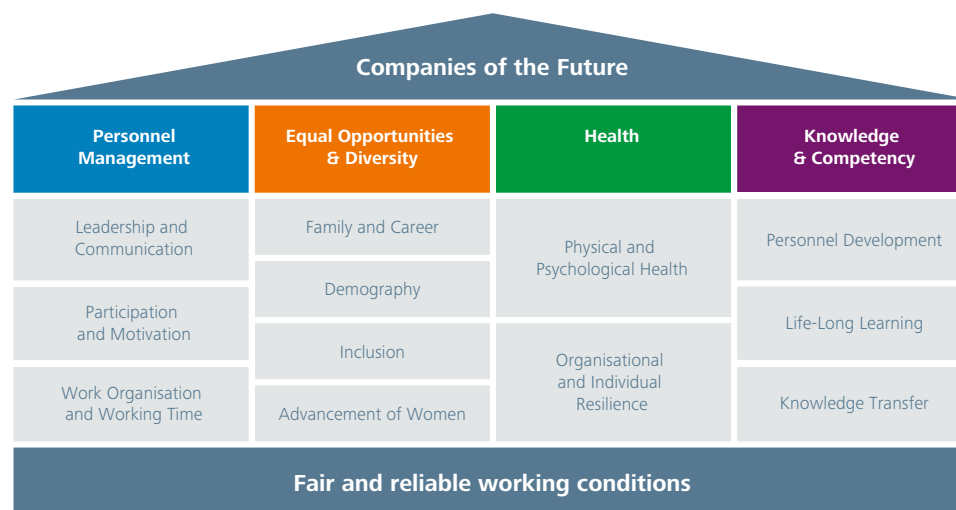 Companies of the Future
Personnel
Management
Equal Opportunities
& Diversity
Health
Knowledge
& Competency
Leadership and
Communication
Participation
and Motivation
Work Organisation
and Working Time
Family and Career
Demography
Inclusion
Advancement of Women
Physical and
Psychological Health
Organisational
and Individual
Resilience
Personnel Development
Life-Long Learning
Knowledge Transfer
Fair and reliable working conditions